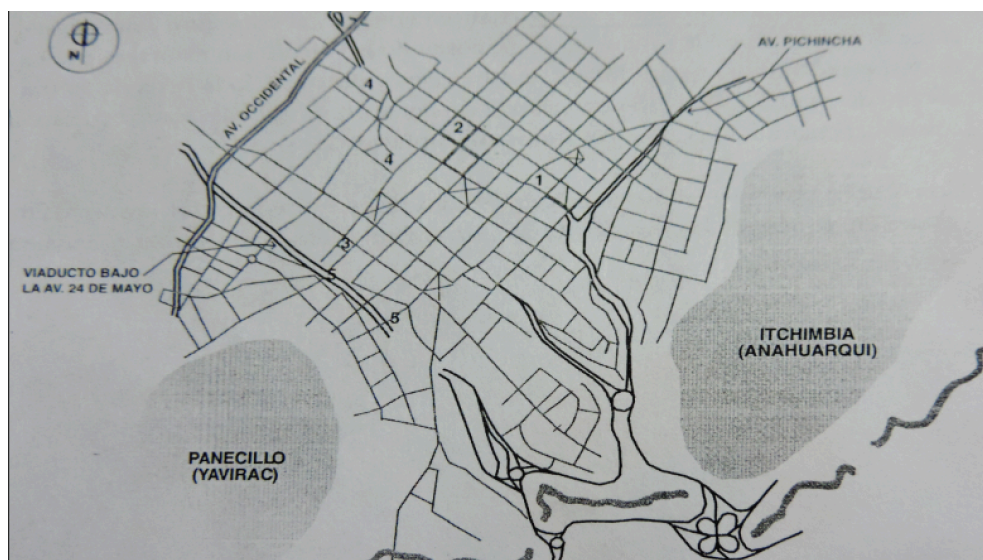 N
AV. OCCIDENTAL
AV. PICHINCHA
4
2
4
1
3
5
VIADUCTO BAJO
LA AV. 24 DE MAYO
ITCHIMBIA
(ANAHUARQUI)
PANECILLO
(YAVIRAC)